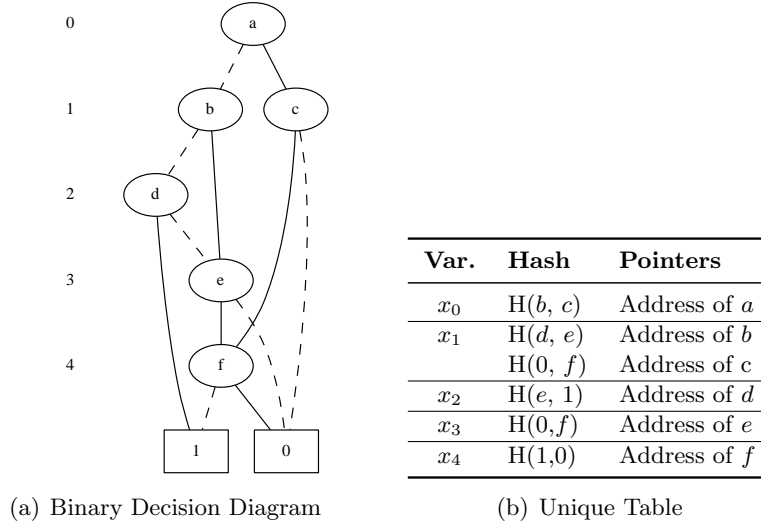 0
a
1
b
c
2
d
3
e
4
f
1
0
Var. Hash Pointers
x0 H(b, c) Address of a
x1 H(d, e) Address of b
H(0, f) Address of c
x2 H(e, 1) Address of d
x3 H(0,f) Address of e
x4 H(1,0) Address of f
(a) Binary Decision Diagram
(b) Unique Table